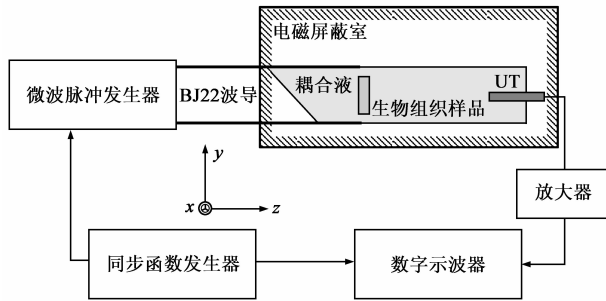 电磁屏蔽室
微波脉冲发生器
BJ22波导
耦合液
UT
生物组织样品
y
x
z
放大器
同步函数发生器
数字示波器